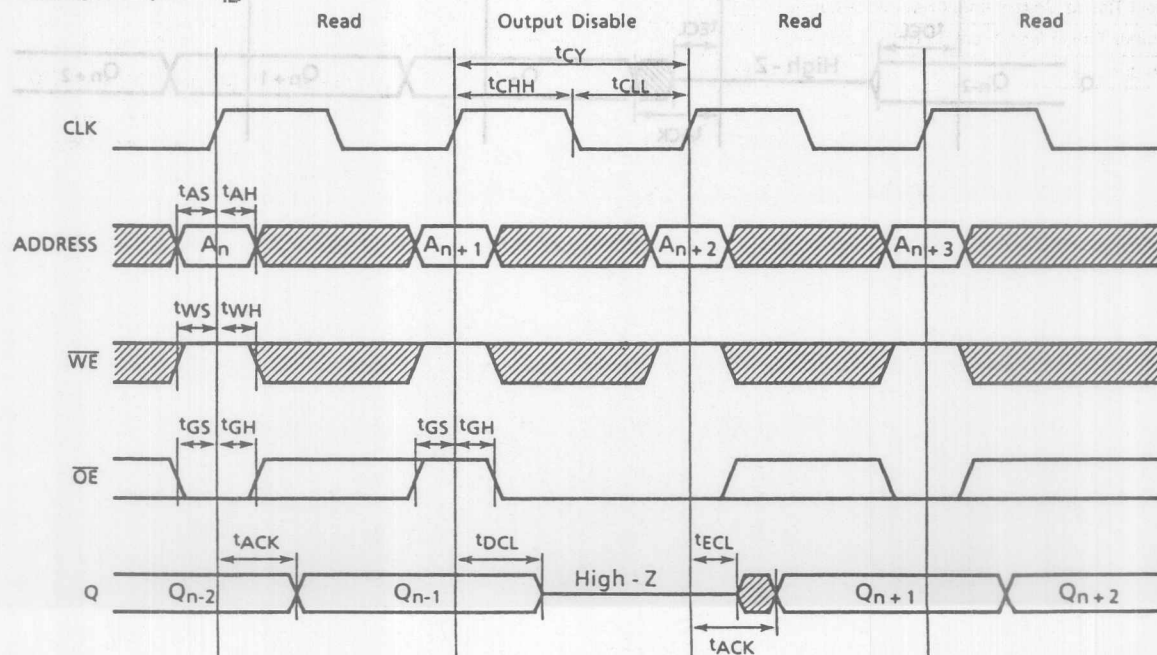 Read Output Disable Read Read
tCY
tCHH tCLL
CLK
tAS tAH
ADDRESS An An+1 An+2 An+3
tWS tWH
WE
tGS tGH tGS tGH
OE
tACK tDCL tECL
Q Qn-2 Qn-1 High-Z Qn+1 Qn+2
tACK